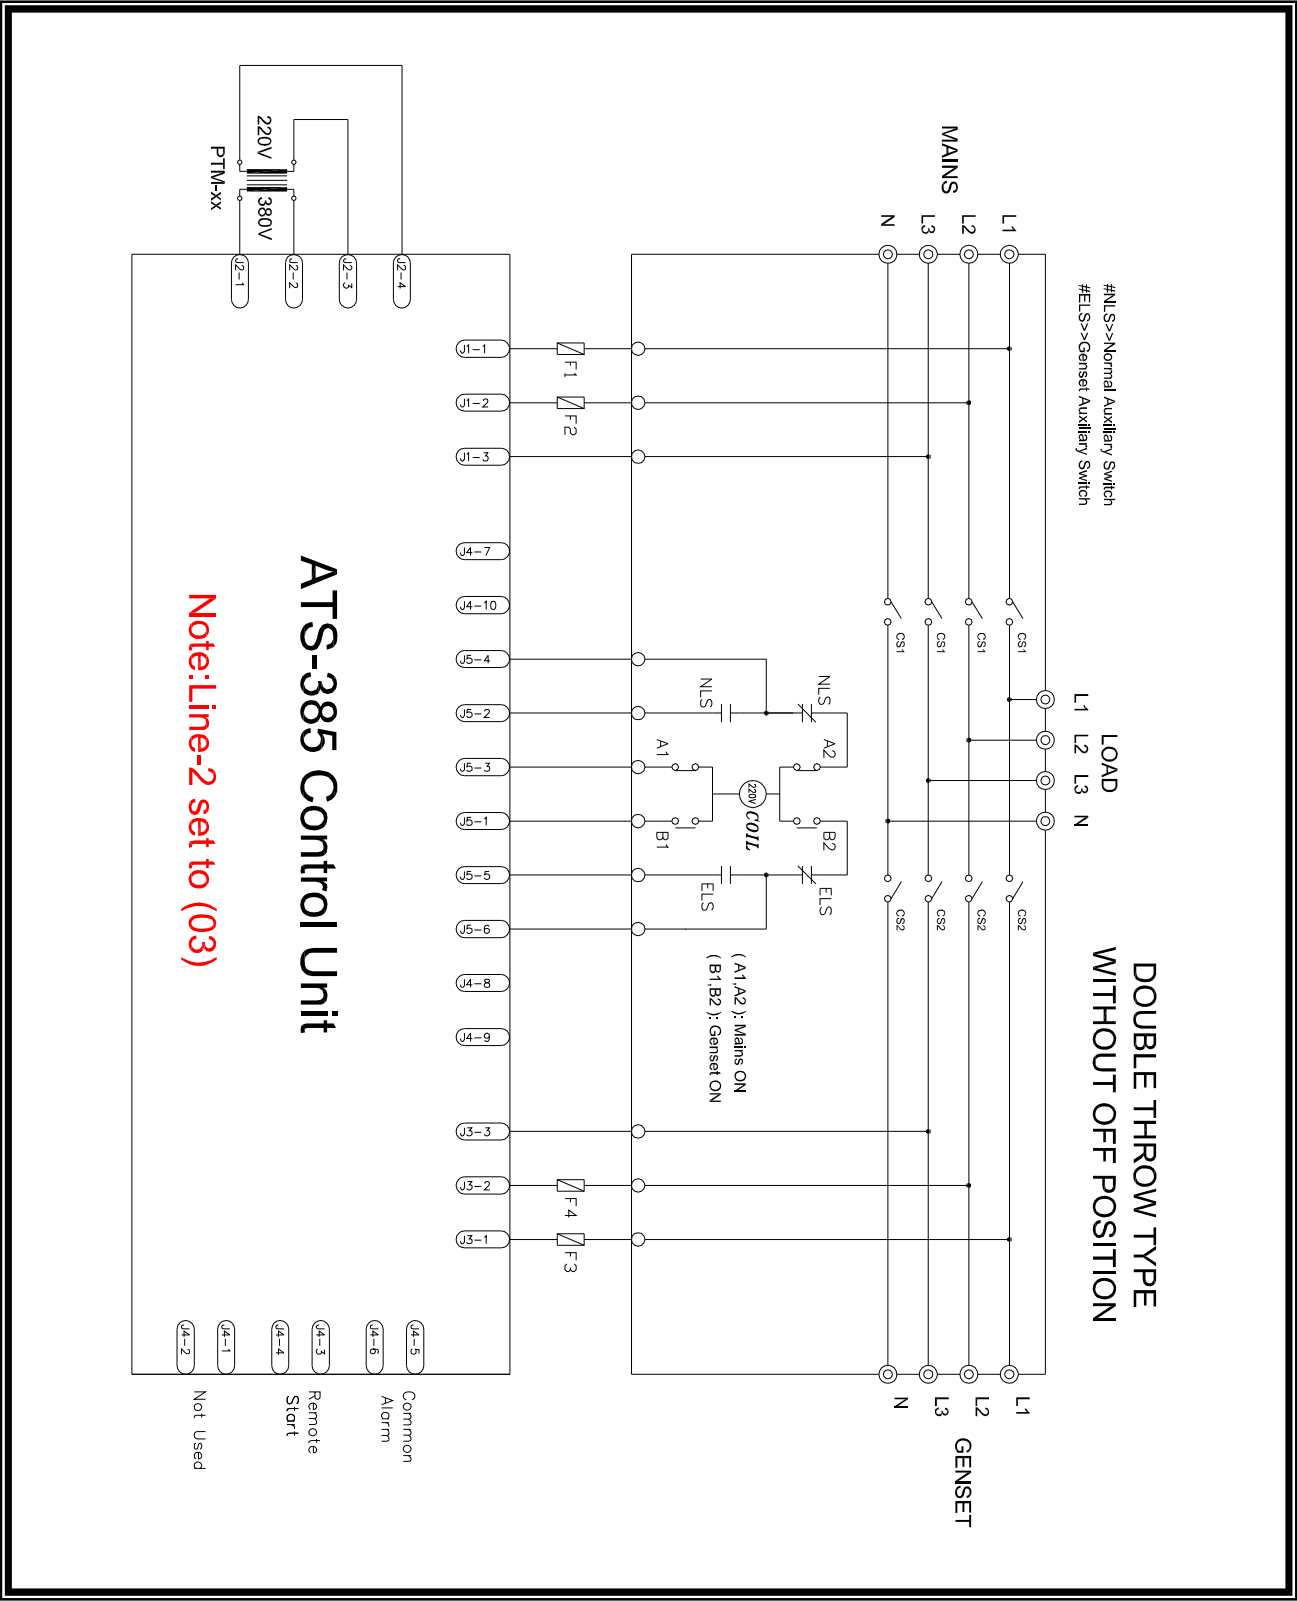 DOUBLE THROW TYPE
WITHOUT OFF POSITION
#NLS>>Normal Auxiliary Switch
#ELS>>Genset Auxiliary Switch
LOAD
L1
L2
L3
N
MAINS
L1
L2
L3
N
CS1
CS1
CS1
CS1
CS2
CS2
CS2
CS2
GENSET
L1
L2
L3
N
NLS
A2
B2
ELS
220V
COIL
NLS
A1
B1
ELS
( A1,A2 ): Mains ON
( B1,B2 ): Genset ON
F1
F2
F4
F3
J1-1
J1-2
J1-3
J4-7
J4-10
J5-4
J5-2
J5-3
J5-1
J5-5
J5-6
J4-8
J4-9
J3-3
J3-2
J3-1
J2-4
J2-3
J2-2
J2-1
220V
380V
PTM-xx
ATS-385 Control Unit
Note:Line-2 set to (03)
J4-5
J4-6
Common
Alarm
J4-3
J4-4
Remote
Start
J4-1
J4-2
Not Used